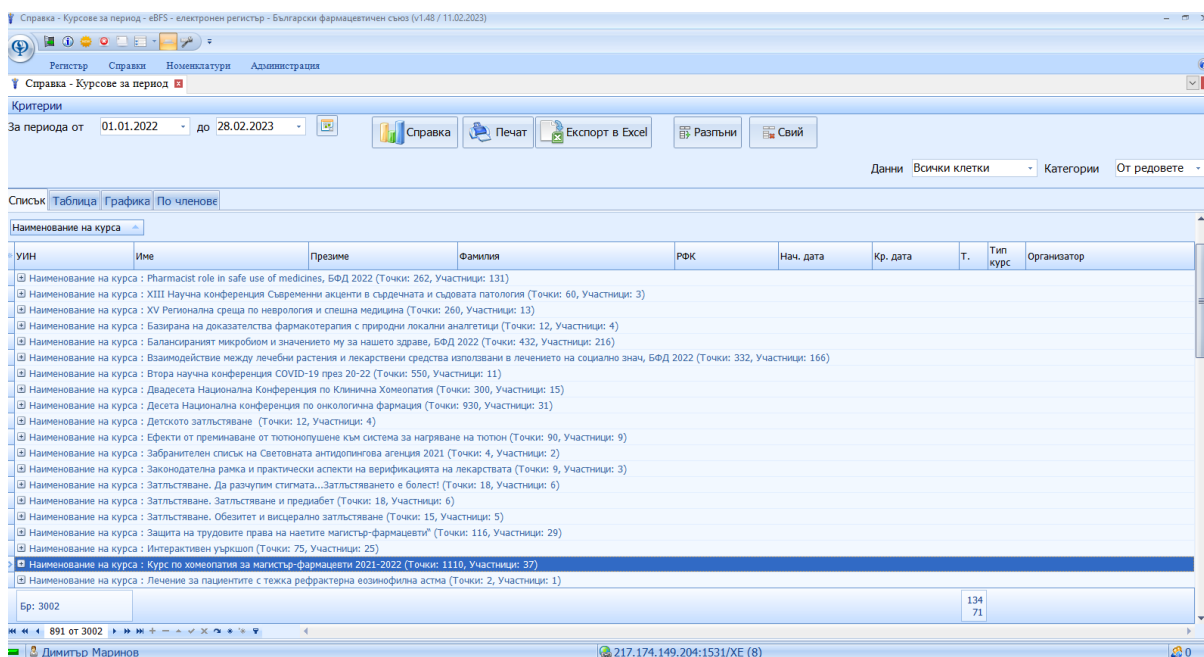 Справка - Курсове за период - eBFS - електронен регистър - Български фармацевтичен съюз (v1.48 / 11.02.2023)
Регистър Справки Номенклатури Администрация
Справка - Курсове за период
Критерии
За периода от 01.01.2022 до 28.02.2023 Справка Печат Експорт в Excel Разпъни Свий
Данни Всички клетки Категории От редовете
Списък Таблица Графика По членове
Наименование на курса
УИН Име Презиме Фамилия РФК Нач. дата Кр. дата Т. Тип курс Организатор
Наименование на курса : Pharmacist role in safe use of medicines, БФД 2022 (Точки: 262, Участници: 131)
Наименование на курса : XIII Научна конференция Съвременни акценти в сърдечната и съдовата патология (Точки: 60, Участници: 3)
Наименование на курса : XV Регионална среща по неврология и спешна медицина (Точки: 260, Участници: 13)
Наименование на курса : Базирана на доказателства фармакотерапия с природни локални аналгетици (Точки: 12, Участници: 4)
Наименование на курса : Балансираният микробиом и значението му за нашето здраве, БФД 2022 (Точки: 432, Участници: 216)
Наименование на курса : Взаимодействие между лечебни растения и лекарствени средства използвани в лечението на социално знач, БФД 2022 (Точки: 332, Участници: 166)
Наименование на курса : Втора научна конференция COVID-19 през 20-22 (Точки: 550, Участници: 11)
Наименование на курса : Двадесета Национална Конференция по Клинична Хомеопатия (Точки: 300, Участници: 15)
Наименование на курса : Десета Национална конференция по онкологична фармация (Точки: 930, Участници: 31)
Наименование на курса : Детското затлъстяване (Точки: 12, Участници: 4)
Наименование на курса : Ефекти от преминаване от тютюнопушене към система за нагряване на тютюн (Точки: 90, Участници: 9)
Наименование на курса : Забранителен списък на Световната антидопингова агенция 2021 (Точки: 4, Участници: 2)
Наименование на курса : Законодателна рамка и практически аспекти на верификацията на лекарствата (Точки: 9, Участници: 3)
Наименование на курса : Затлъстяване. Да разчупим стигмата...Затлъстяването е болест! (Точки: 18, Участници: 6)
Наименование на курса : Затлъстяване. Затлъстяване и предиабет (Точки: 18, Участници: 6)
Наименование на курса : Затлъстяване. Обезитет и висцерално затлъстяване (Точки: 15, Участници: 5)
Наименование на курса : Защита на трудовите права на наетите магистър-фармацевти" (Точки: 116, Участници: 29)
Наименование на курса : Интерактивен уъркшоп (Точки: 75, Участници: 25)
Наименование на курса : Курс по хомеопатия за магистър-фармацевти 2021-2022 (Точки: 1110, Участници: 37)
Наименование на курса : Лечение за пациентите с тежка рефрактерна еозинофилна астма (Точки: 2, Участници: 1)
Бр: 3002 134
71
891 от 3002
Димитър Маринов 217.174.149.204:1531/XE (8) 0